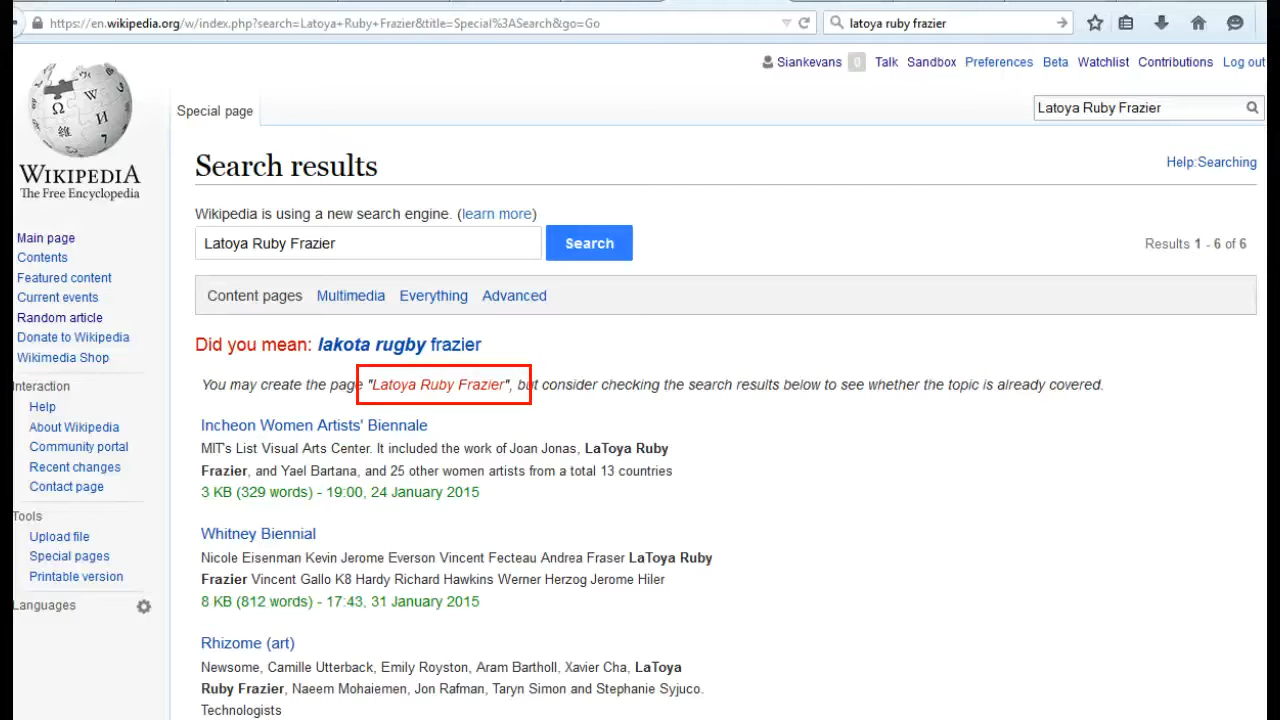 https://en.wikipedia.org/w/index.php?search=Latoya+Ruby+Frazier&title=Special%3ASearch&go=Go
latoya ruby frazier
Siankevans 0 Talk Sandbox Preferences Beta Watchlist Contributions Log out
Special page
Latoya Ruby Frazier
WIKIPEDIA
The Free Encyclopedia
Main page
Contents
Featured content
Current events
Random article
Donate to Wikipedia
Wikimedia Shop
Interaction
Help
About Wikipedia
Community portal
Recent changes
Contact page
Tools
Upload file
Special pages
Printable version
Languages
Search results
Help:Searching
Wikipedia is using a new search engine. (learn more)
Latoya Ruby Frazier
Search
Results 1 - 6 of 6
Content pages Multimedia Everything Advanced
Did you mean: lakota rugby frazier
You may create the page "Latoya Ruby Frazier", but consider checking the search results below to see whether the topic is already covered.
Incheon Women Artists' Biennale
MIT's List Visual Arts Center. It included the work of Joan Jonas, LaToya Ruby
Frazier, and Yael Bartana, and 25 other women artists from a total 13 countries
3 KB (329 words) - 19:00, 24 January 2015
Whitney Biennial
Nicole Eisenman Kevin Jerome Everson Vincent Fecteau Andrea Fraser LaToya Ruby
Frazier Vincent Gallo K8 Hardy Richard Hawkins Werner Herzog Jerome Hiler
8 KB (812 words) - 17:43, 31 January 2015
Rhizome (art)
Newsome, Camille Utterback, Emily Royston, Aram Bartholl, Xavier Cha, LaToya
Ruby Frazier, Naeem Mohaiemen, Jon Rafman, Taryn Simon and Stephanie Syjuco.
Technologists